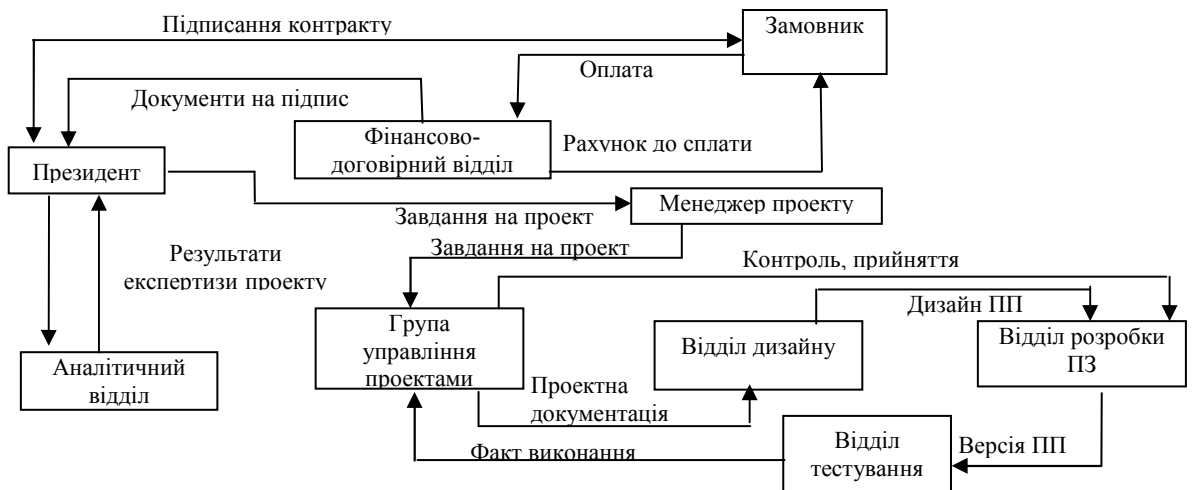 Підписання контракту
Замовник
Оплата
Документи на підпис
Фінансово-
договірний відділ
Рахунок до сплати
Президент
Менеджер проекту
Завдання на проект
Завдання на проект
Результати
експертизи проекту
Контроль, прийняття
Дизайн ПП
Група
управління
проектами
Відділ дизайну
Відділ розробки
ПЗ
Аналітичний
відділ
Проектна
документація
Відділ
тестування
Версія ПП
Факт виконання